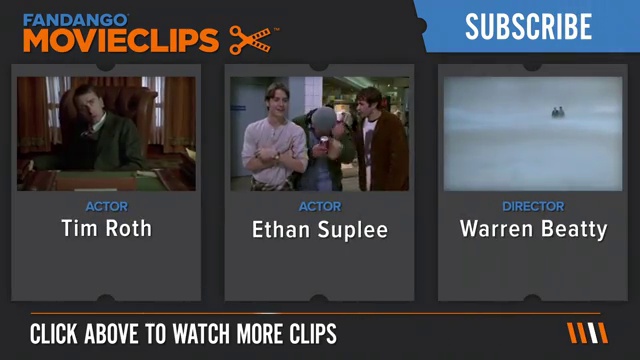 FANDANGO
MOVIECLIPS
SUBSCRIBE
ACTOR
Tim Roth
ACTOR
Ethan Suplee
DIRECTOR
Warren Beatty
CLICK ABOVE TO WATCH MORE CLIPS